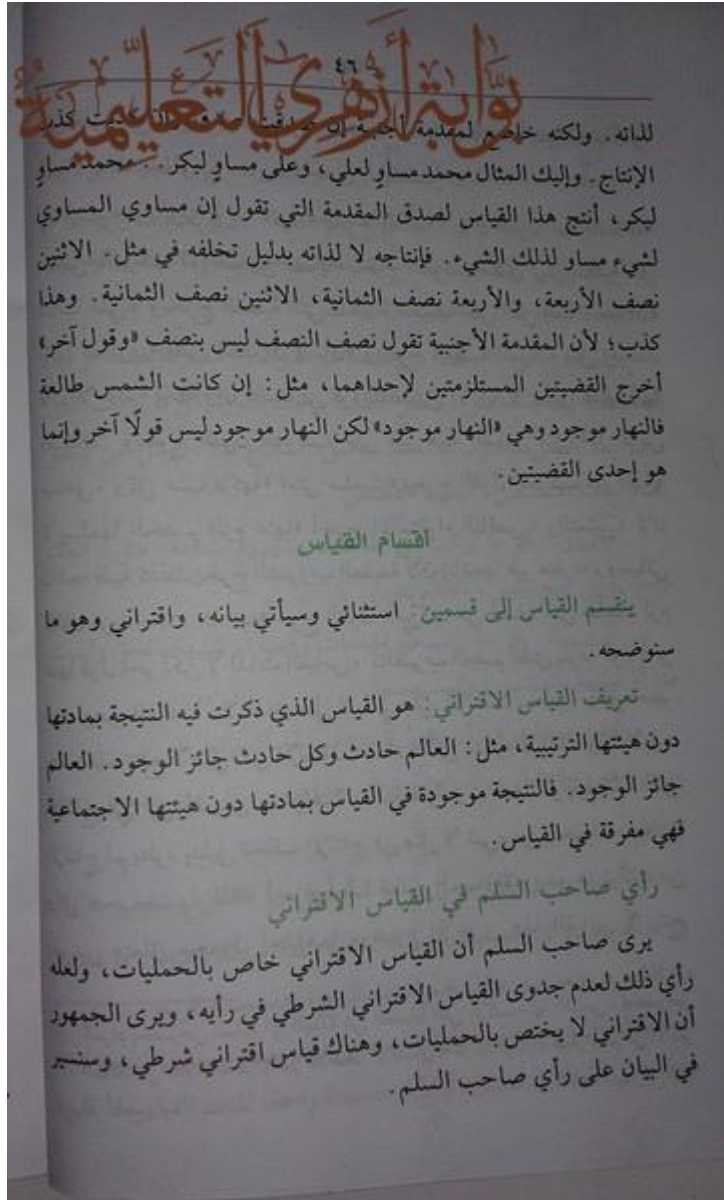 ٤٦
بوابة أزهري التعليمية
لذاته. ولكنه خاضع لمقدمة أجنبية إن صدقت كذب
الإنتاج. وإليك المثال محمد مساوٍ لعلي، وعلى مساوٍ لبكر. محمد مساوٍ
لبكر، أنتج هذا القياس لصدق المقدمة التي تقول إن مساوي المساوي
لشيء مساو لذلك الشيء. فإنتاجه لا لذاته بدليل تخلفه في مثل. الاثنين
نصف الأربعة، والأربعة نصف الثمانية، الاثنين نصف الثمانية. وهذا
كذب؛ لأن المقدمة الأجنبية تقول نصف النصف ليس بنصف «وقول آخر»
أخرج القضيتين المستلزمتين لإحداهما، مثل: إن كانت الشمس طالعة
فالنهار موجود وهي «النهار موجود» لكن النهار موجود ليس قولًا آخر وإنما
هو إحدى القضيتين.
أقسام القياس
ينقسم القياس إلى قسمين: استثنائي وسيأتي بيانه، واقتراني وهو ما
سنوضحه.
تعريف القياس الاقتراني: هو القياس الذي ذكرت فيه النتيجة بمادتها
دون هيئتها الترتيبية، مثل: العالم حادث وكل حادث جائز الوجود. العالم
جائز الوجود. فالنتيجة موجودة في القياس بمادتها دون هيئتها الاجتماعية
فهي مفرقة في القياس.
رأي صاحب السلم في القياس الاقتراني
يرى صاحب السلم أن القياس الاقتراني خاص بالحمليات، ولعله
رأي ذلك لعدم جدوى القياس الاقتراني الشرطي في رأيه، ويرى الجمهور
أن الاقتراني لا يختص بالحمليات، وهناك قياس اقتراني شرطي، وسنسير
في البيان على رأي صاحب السلم.